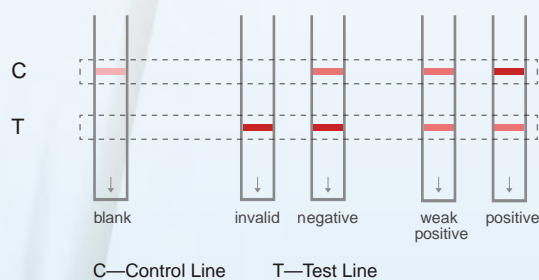 C
T
blank invalid negative weak positive positive
C—Control Line T—Test Line